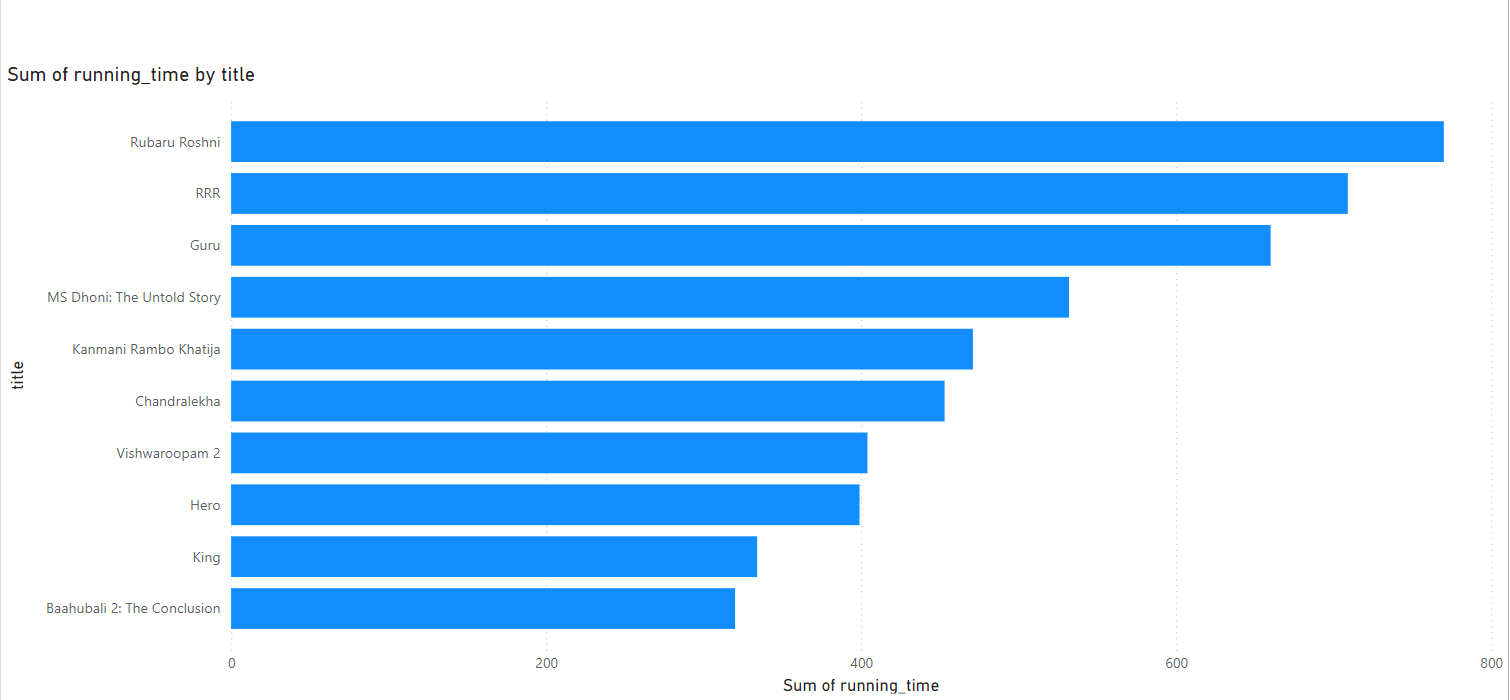 Sum of running_time by title
title
Rubaru Roshni
RRR
Guru
MS Dhoni: The Untold Story
Kanmani Rambo Khatija
Chandralekha
Vishwaroopam 2
Hero
King
Baahubali 2: The Conclusion
0 200 400 600 800
Sum of running_time